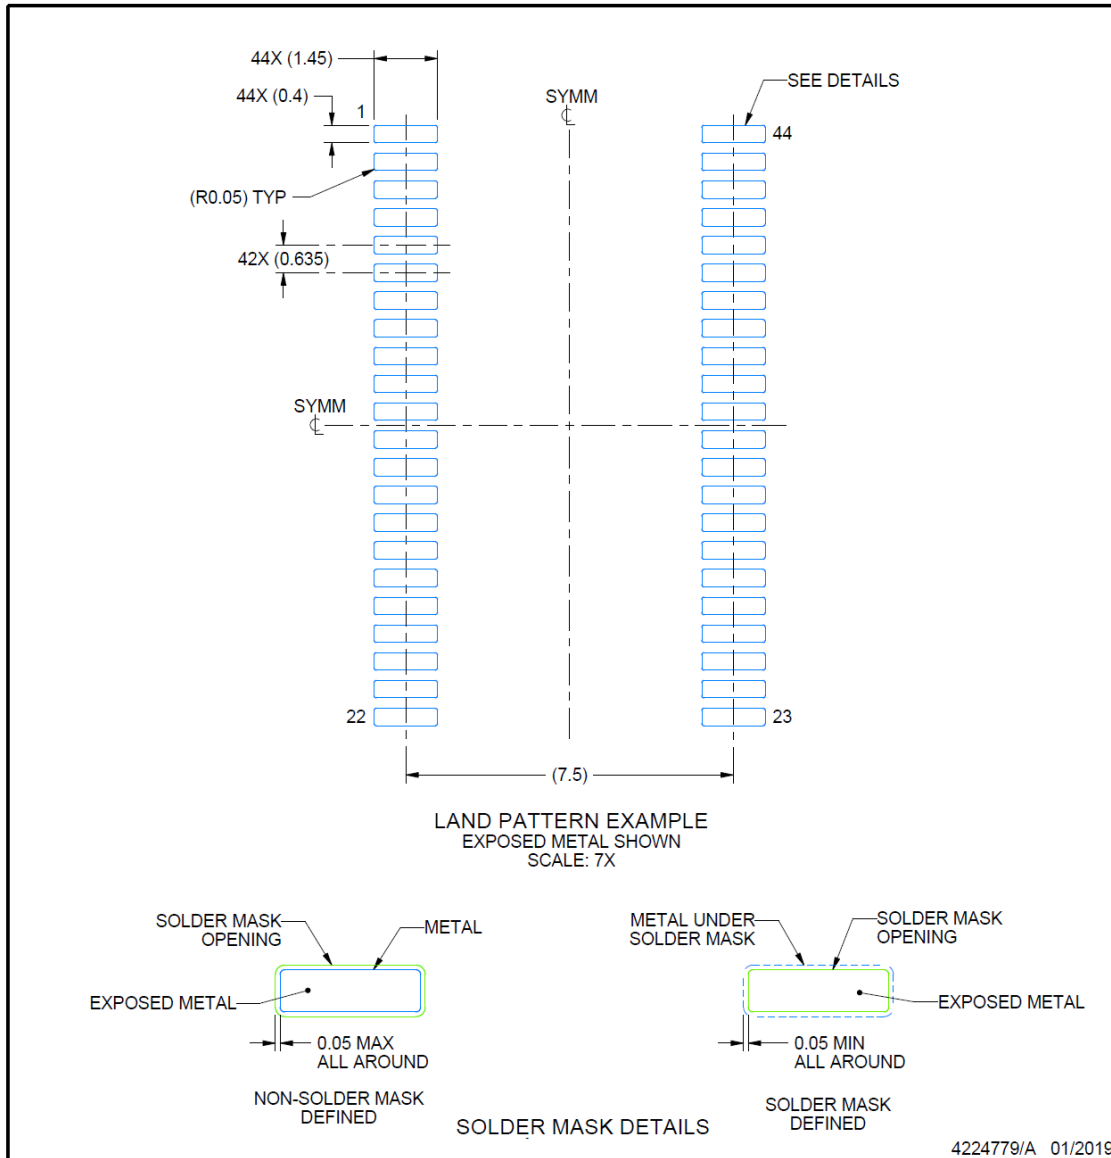 44X (1.45)
44X (0.4)
1
SYMM
℄
SEE DETAILS
44
(R0.05) TYP
42X (0.635)
SYMM
℄
22
23
(7.5)
LAND PATTERN EXAMPLE
EXPOSED METAL SHOWN
SCALE: 7X
SOLDER MASK
OPENING
METAL
EXPOSED METAL
0.05 MAX
ALL AROUND
NON-SOLDER MASK
DEFINED
METAL UNDER
SOLDER MASK
SOLDER MASK
OPENING
EXPOSED METAL
0.05 MIN
ALL AROUND
SOLDER MASK
DEFINED
SOLDER MASK DETAILS
4224779/A 01/2019